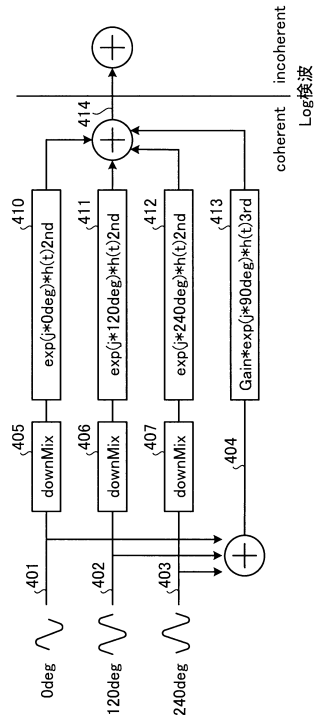 0deg
401
405
downMix
410
exp(j*0deg)*h(t)2nd
120deg
402
406
downMix
411
exp(j*120deg)*h(t)2nd
414
240deg
403
407
downMix
412
exp(j*240deg)*h(t)2nd
404
413
Gain*exp(j*90deg)*h(t)3rd
coherent
incoherent
Log検波